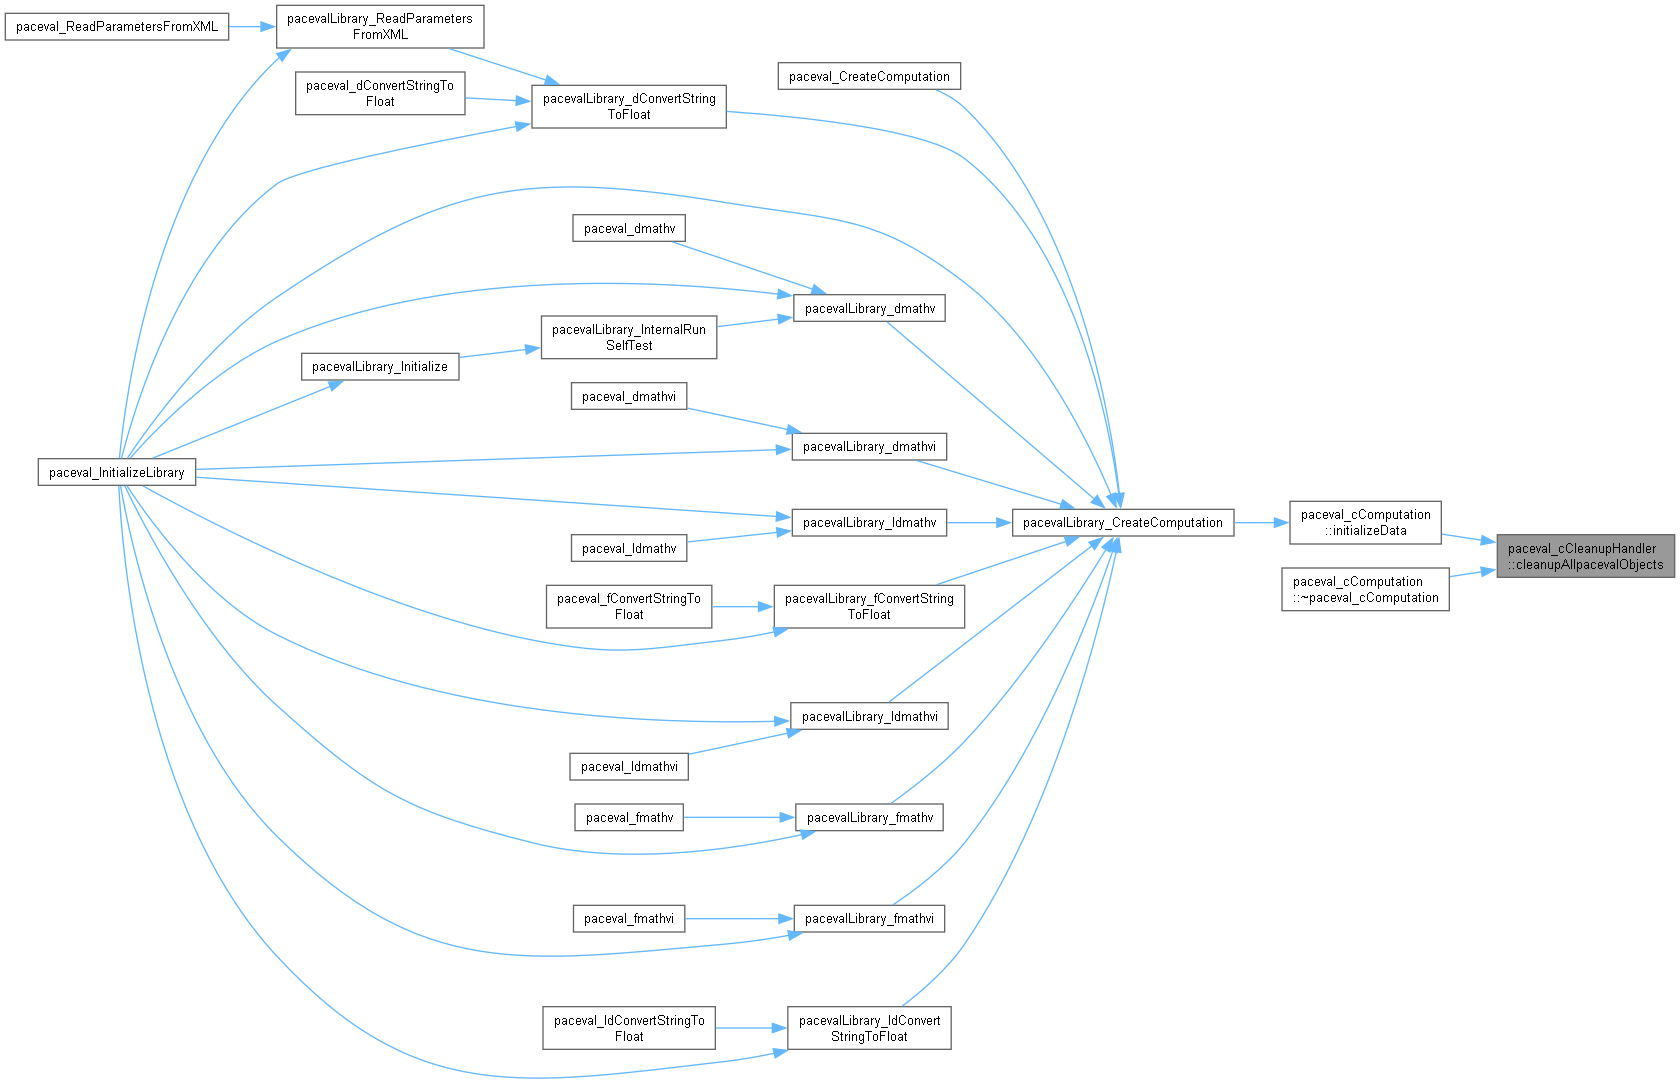 paceval_ReadParametersFromXML
pacevalLibrary_ReadParameters
FromXML
paceval_dConvertStringTo
Float
pacevalLibrary_dConvertString
ToFloat
paceval_CreateComputation
paceval_dmathv
pacevalLibrary_dmathv
pacevalLibrary_InternalRun
SelfTest
pacevalLibrary_Initialize
paceval_dmathvi
pacevalLibrary_dmathvi
paceval_InitializeLibrary
pacevalLibrary_ldmathv
paceval_ldmathv
pacevalLibrary_CreateComputation
paceval_cComputation
::initializeData
paceval_cCleanupHandler
::cleanupAllpacevalObjects
paceval_cComputation
::~paceval_cComputation
paceval_fConvertStringTo
Float
pacevalLibrary_fConvertString
ToFloat
pacevalLibrary_ldmathvi
paceval_ldmathvi
paceval_fmathv
pacevalLibrary_fmathv
paceval_fmathvi
pacevalLibrary_fmathvi
paceval_ldConvertStringTo
Float
pacevalLibrary_ldConvert
StringToFloat